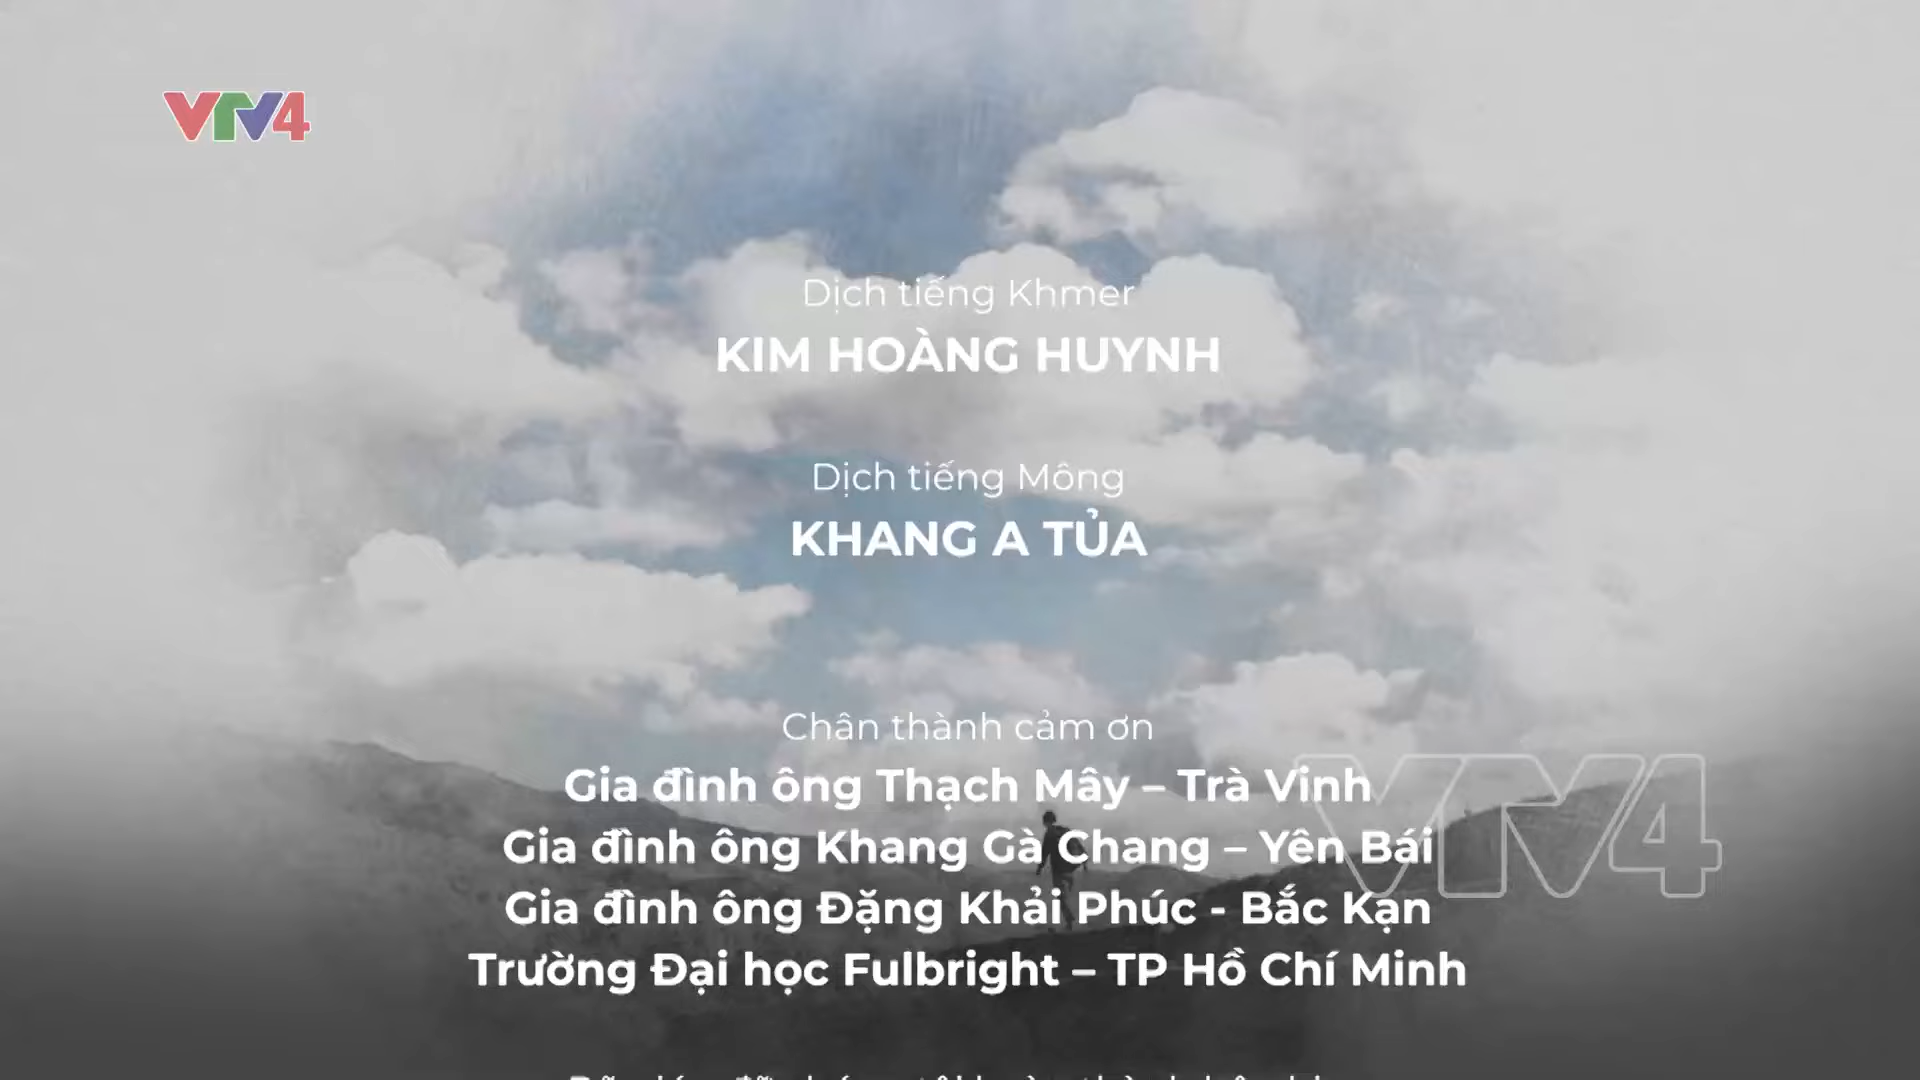 VTV4
Dịch tiếng Khmer
KIM HOÀNG HUYNH
Dịch tiếng Mông
KHANG A TỦA
Chân thành cảm ơn
Gia đình ông Thạch Mây – Trà Vinh
VTV4
Gia đình ông Khang Gà Chang – Yên Bái
Gia đình ông Đặng Khải Phúc - Bắc Kạn
Trường Đại học Fulbright – TP Hồ Chí Minh